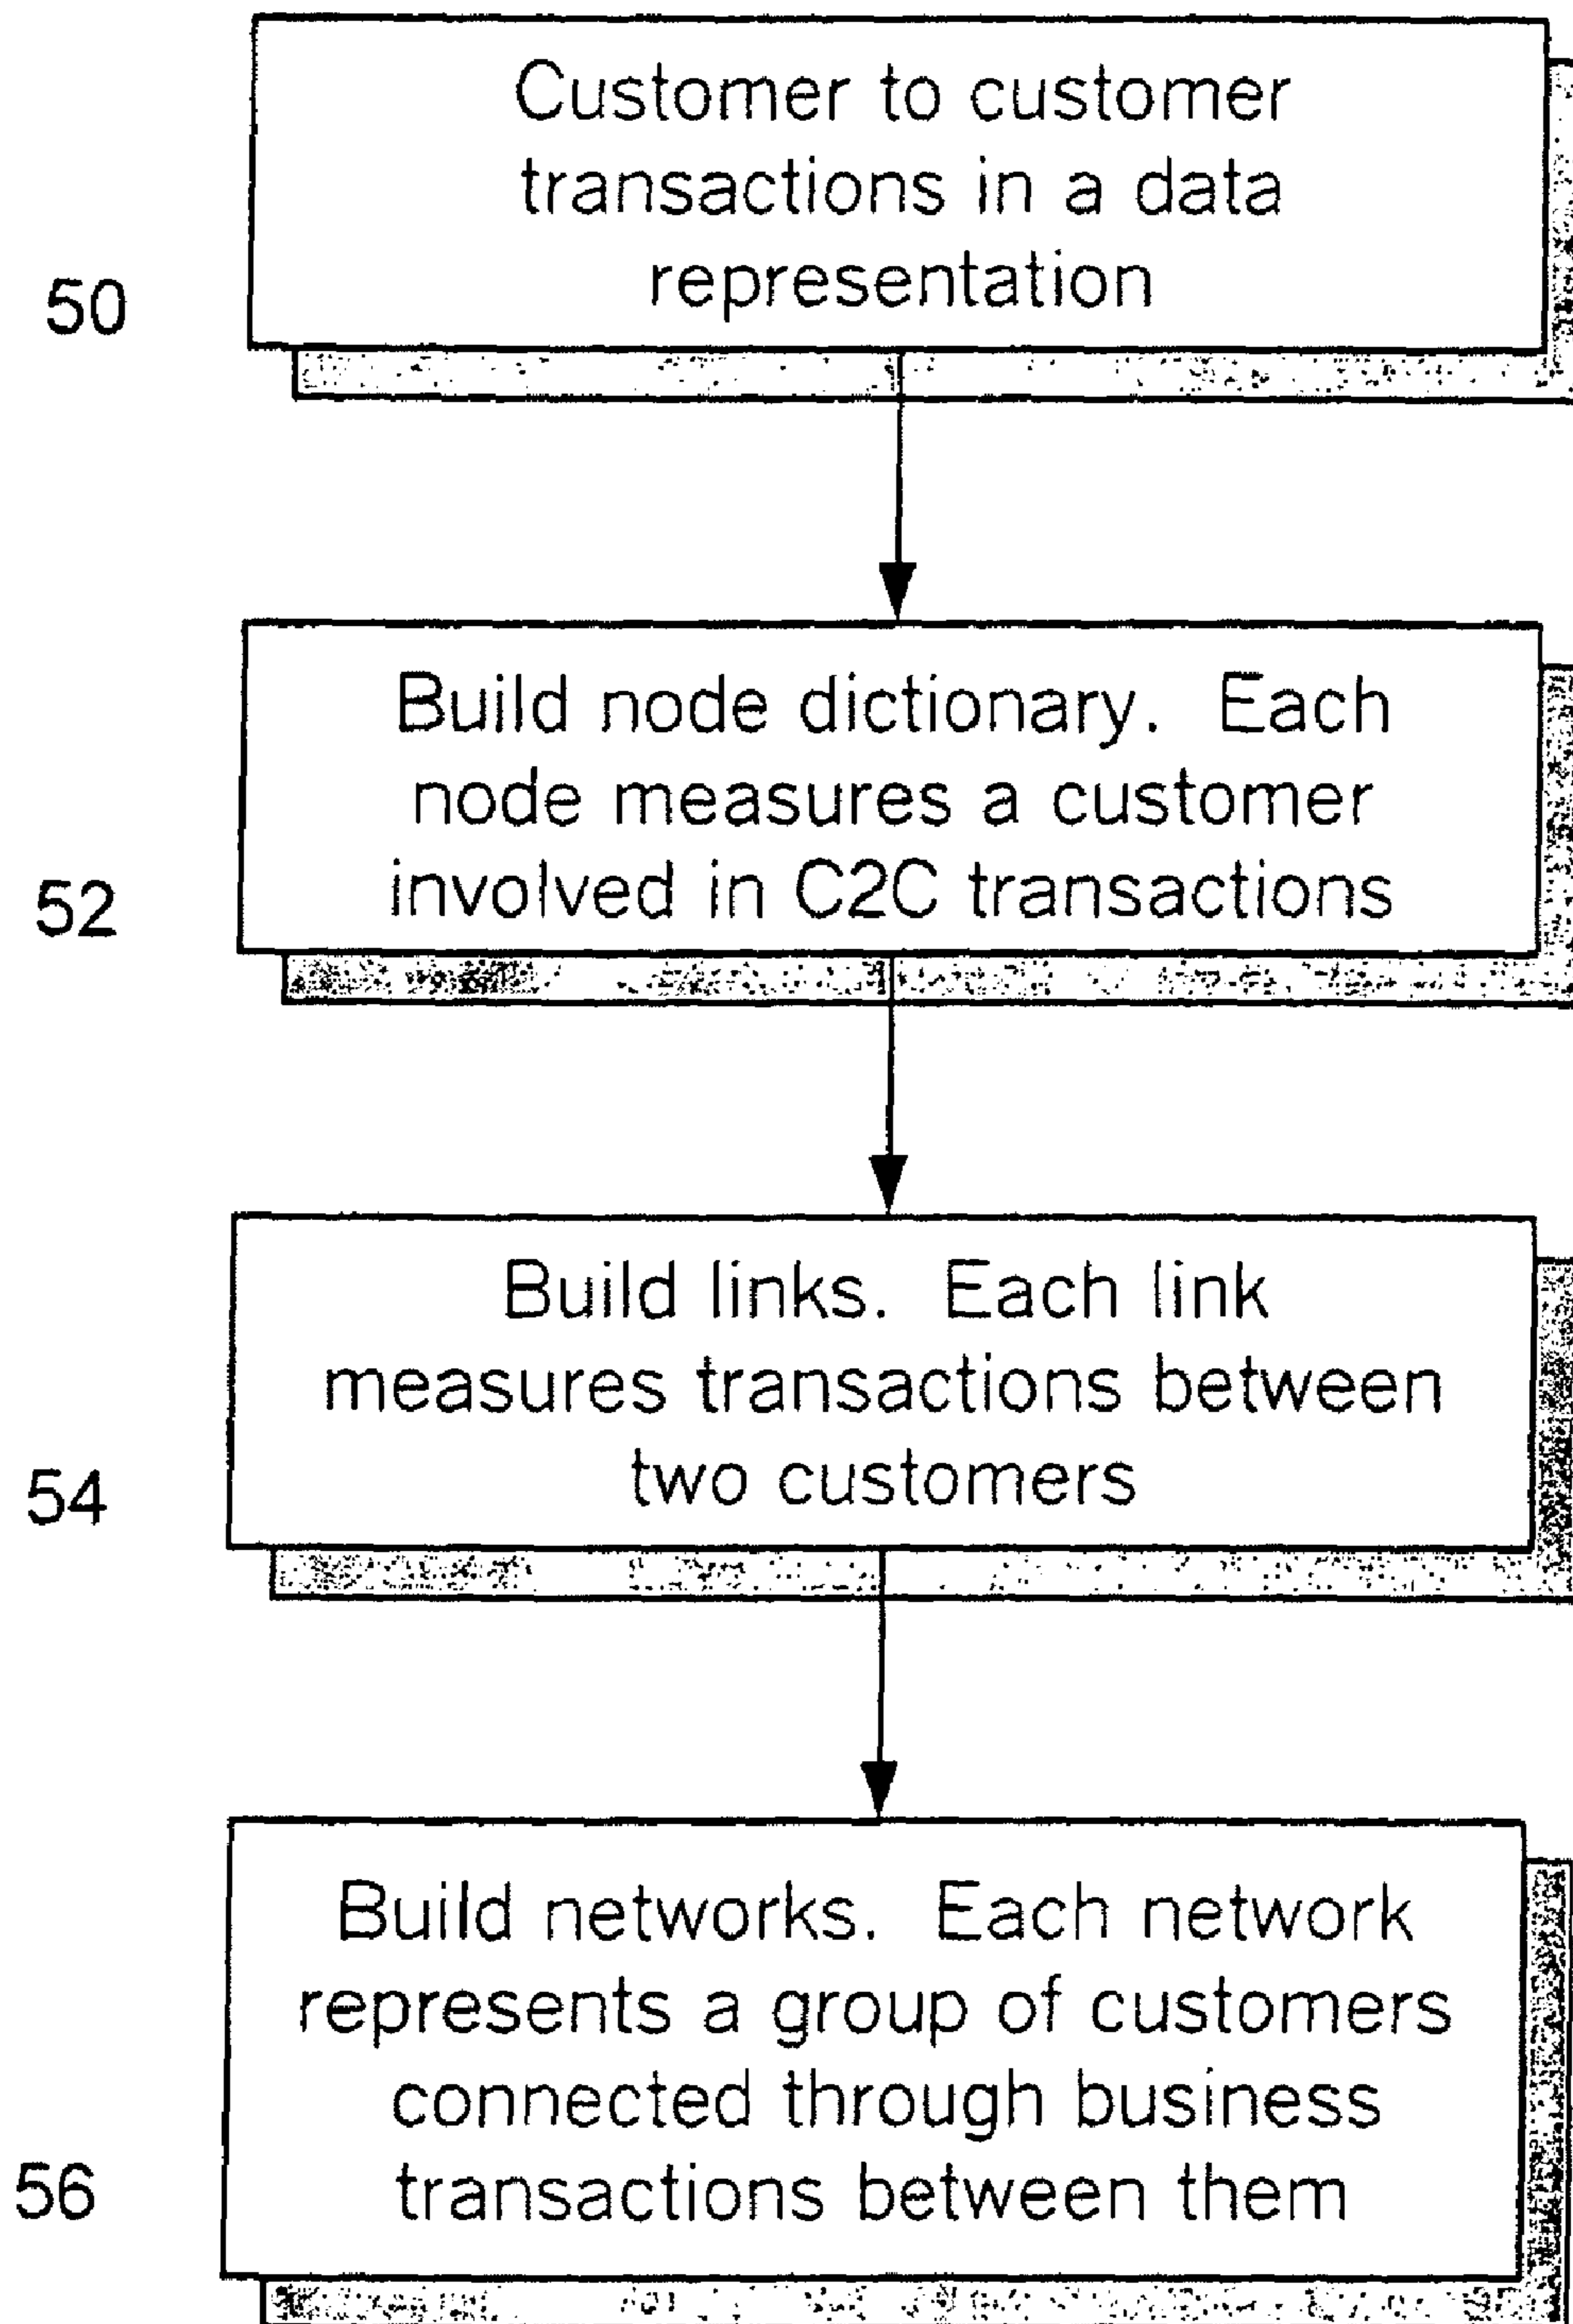 Customer to customer
transactions in a data
representation
50
Build node dictionary. Each
node measures a customer
involved in C2C transactions
52
Build links. Each link
measures transactions between
two customers
54
Build networks. Each network
represents a group of customers
connected through business
transactions between them
56